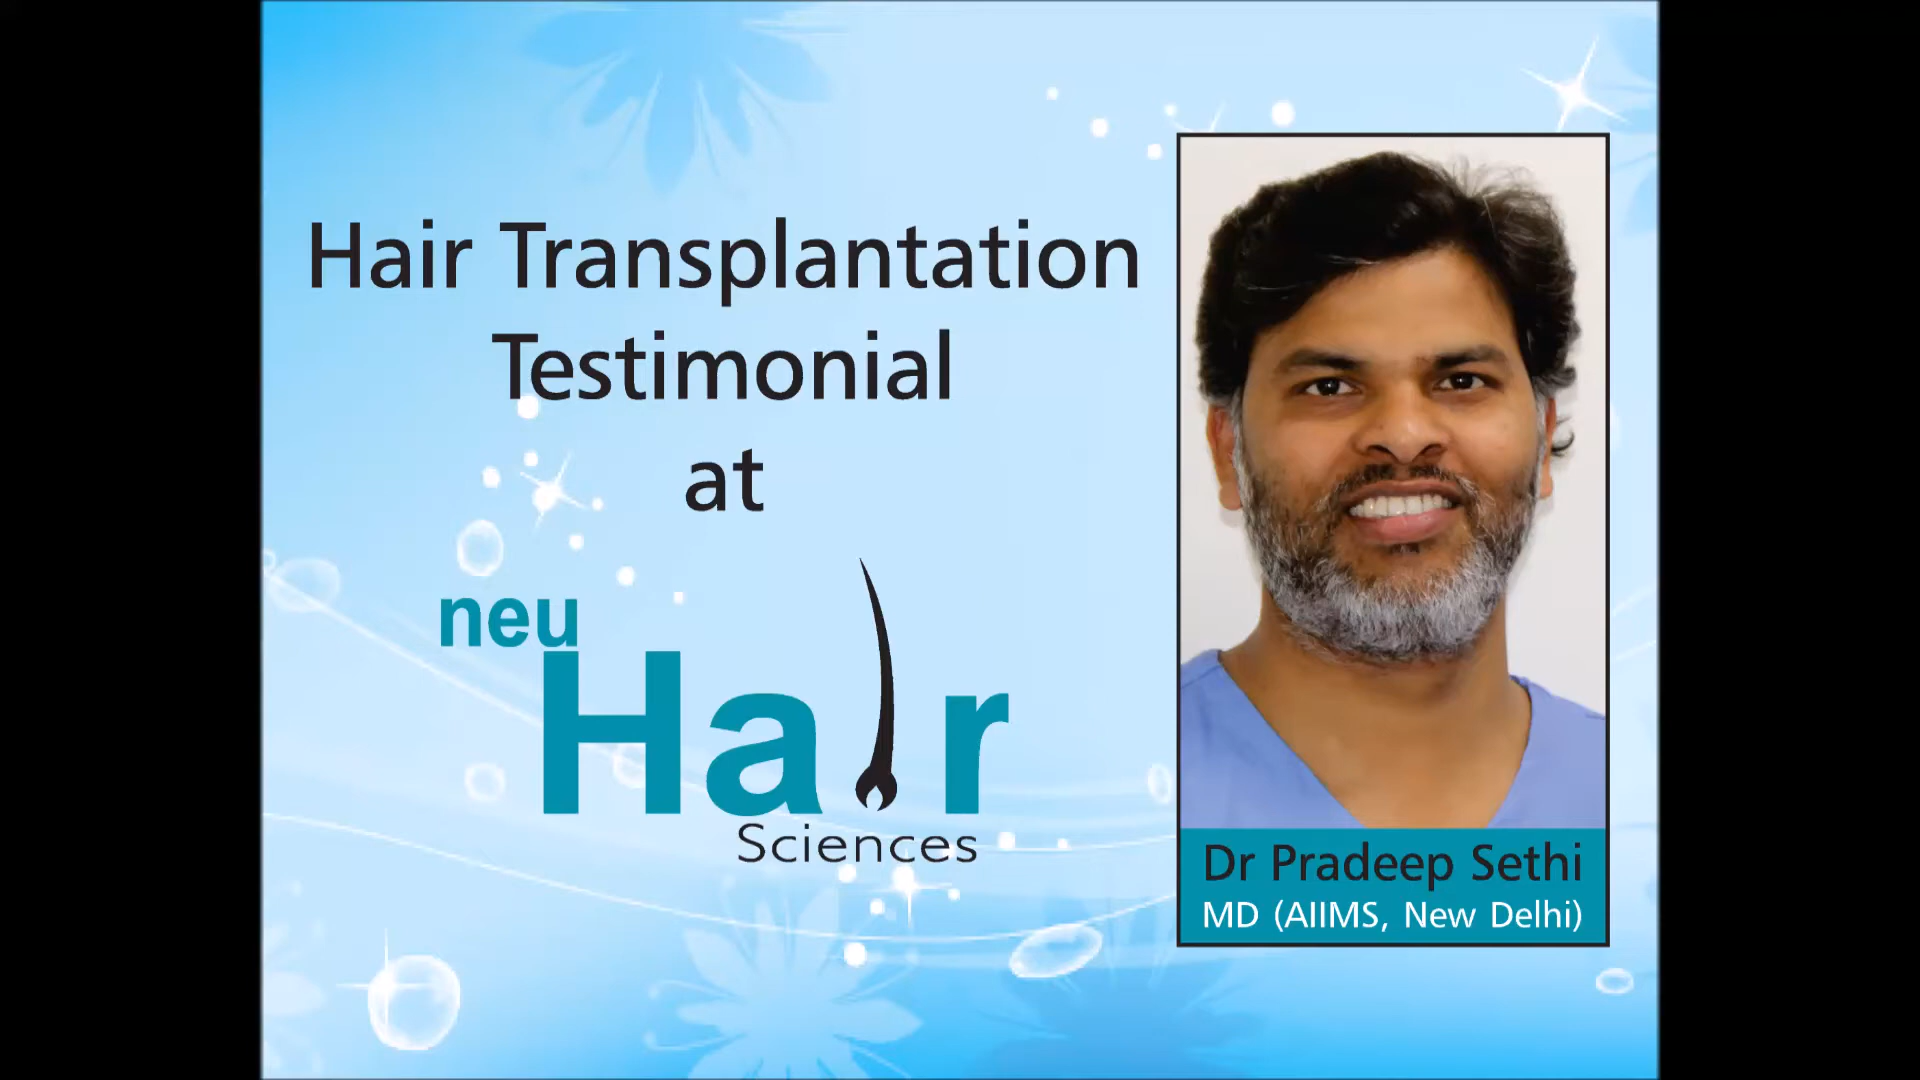 Hair Transplantation
Testimonial
at
neu
Hair
Sciences
Dr Pradeep Sethi
MD (AIIMS, New Delhi)